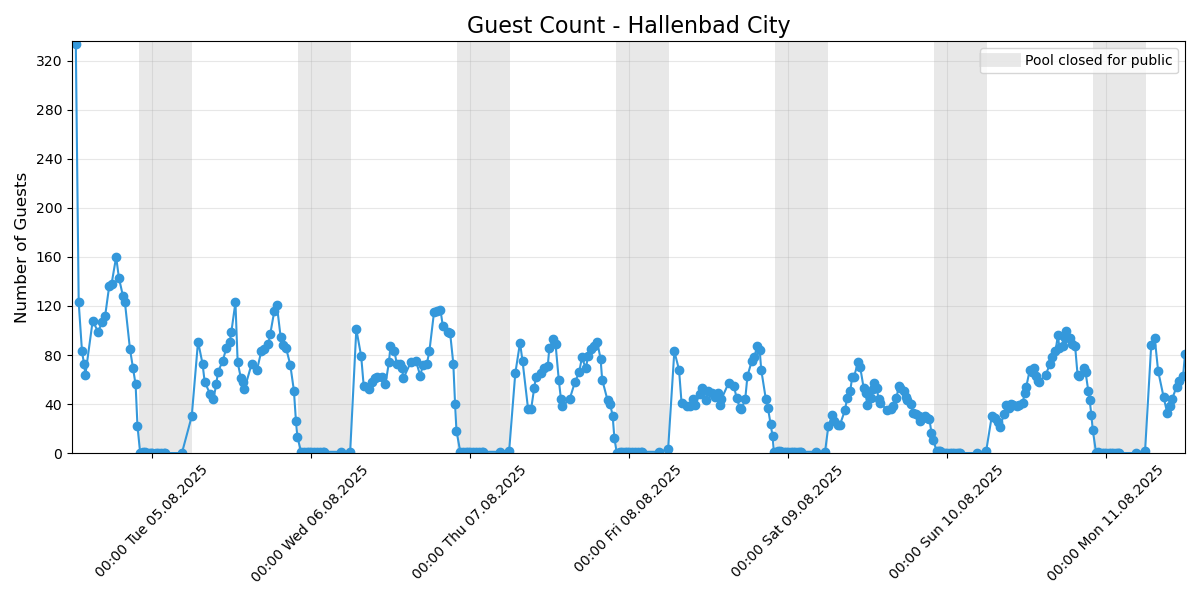 Guest Count - Hallenbad City
Pool closed for public
Number of Guests
320
280
240
200
160
120
80
40
0
00:00 Tue 05.08.2025
00:00 Wed 06.08.2025
00:00 Thu 07.08.2025
00:00 Fri 08.08.2025
00:00 Sat 09.08.2025
00:00 Sun 10.08.2025
00:00 Mon 11.08.2025